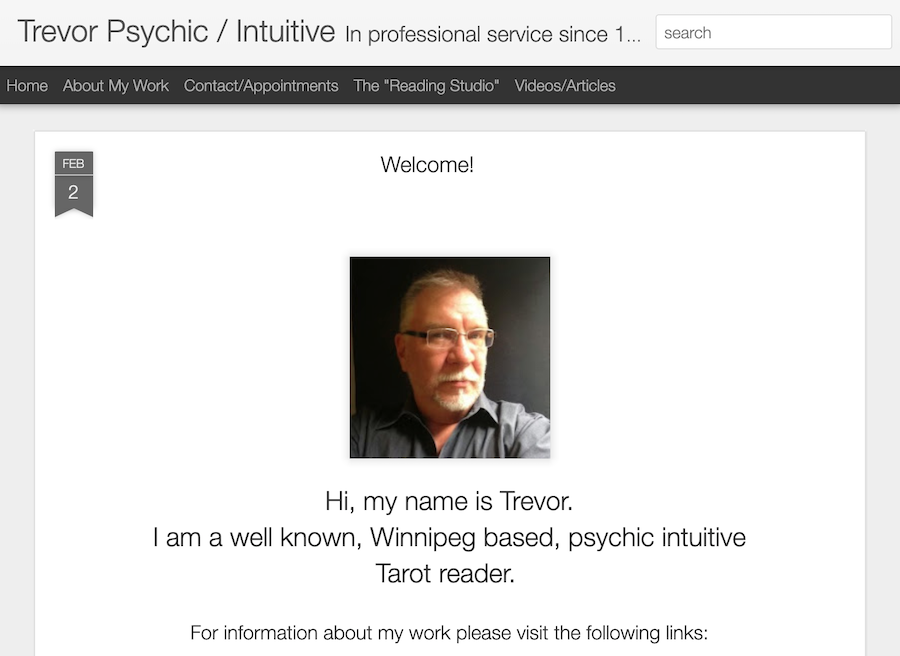 Trevor Psychic / Intuitive In professional service since 1...
search
Home About My Work Contact/Appointments The "Reading Studio" Videos/Articles
FEB
2
Welcome!
Hi, my name is Trevor.
I am a well known, Winnipeg based, psychic intuitive
Tarot reader.
For information about my work please visit the following links: